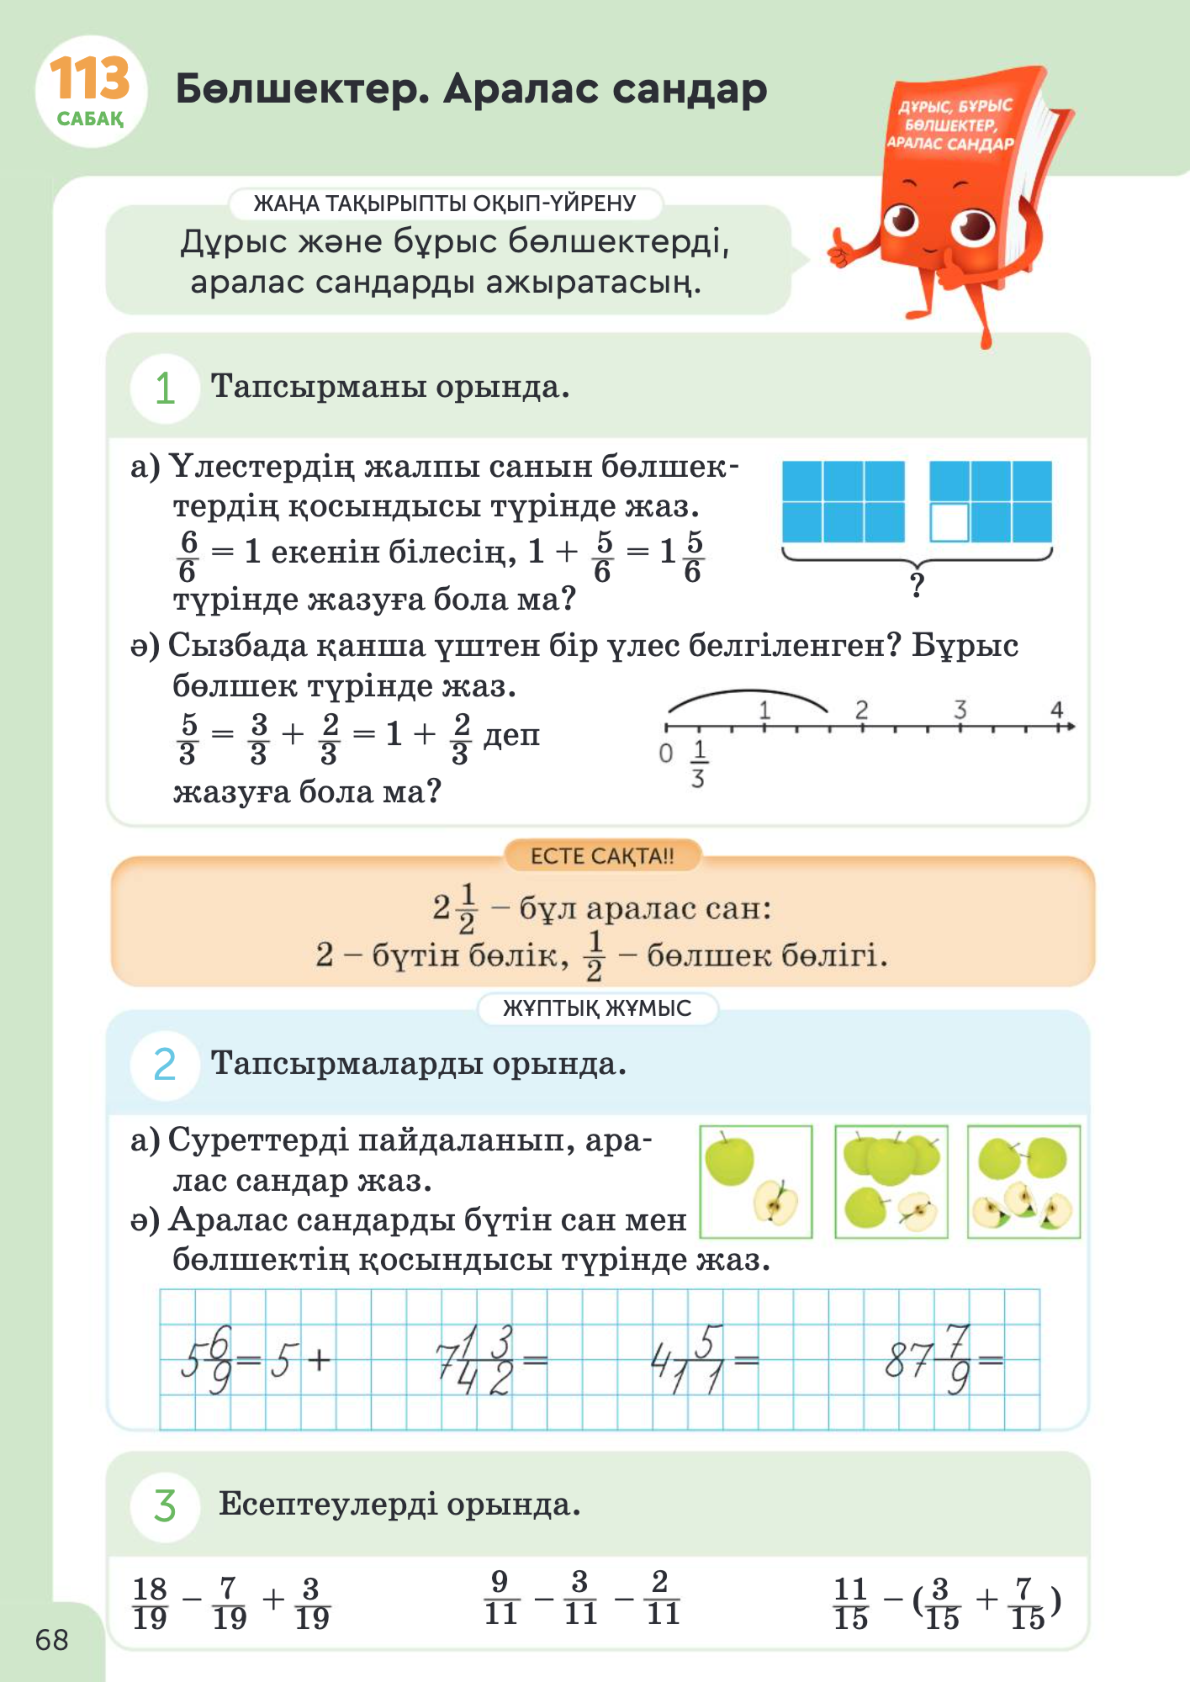 113
САБАҚ
Бөлшектер. Аралас сандар
ДҰРЫС, БҰРЫС
БӨЛШЕКТЕР,
АРАЛАС САНДАР
ЖАҢА ТАҚЫРЫПТЫ ОҚЫП-ҮЙРЕНУ
Дұрыс және бұрыс бөлшектерді,
аралас сандарды ажыратасың.
1 Тапсырманы орында.
а) Үлестердің жалпы санын бөлшек-
тердің қосындысы түрінде жаз.
6/6 = 1 екенін білесің, 1 + 5/6 = 1 5/6
түрінде жазуға бола ма?
?
ә) Сызбада қанша үштен бір үлес белгіленген? Бұрыс
бөлшек түрінде жаз.
5/3 = 3/3 + 2/3 = 1 + 2/3 деп
жазуға бола ма?
1 2 3 4
0 1/3
ЕСТЕ САҚТА!!
2 1/2 – бұл аралас сан:
2 – бүтін бөлік, 1/2 – бөлшек бөлігі.
ЖҰПТЫҚ ЖҰМЫС
2 Тапсырмаларды орында.
а) Суреттерді пайдаланып, ара-
лас сандар жаз.
ә) Аралас сандарды бүтін сан мен
бөлшектің қосындысы түрінде жаз.
5 6/9 = 5 + 7 13/42 = 4 5/11 = 87 7/9 =
3 Есептеулерді орында.
18/19 – 7/19 + 3/19 9/11 – 3/11 – 2/11 11/15 – (3/15 + 7/15)
68